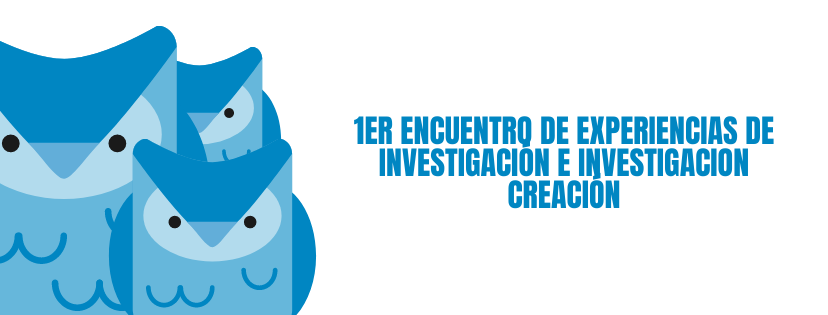 1ER ENCUENTRO DE EXPERIENCIAS DE
INVESTIGACIÓN E INVESTIGACION
CREACIÓN